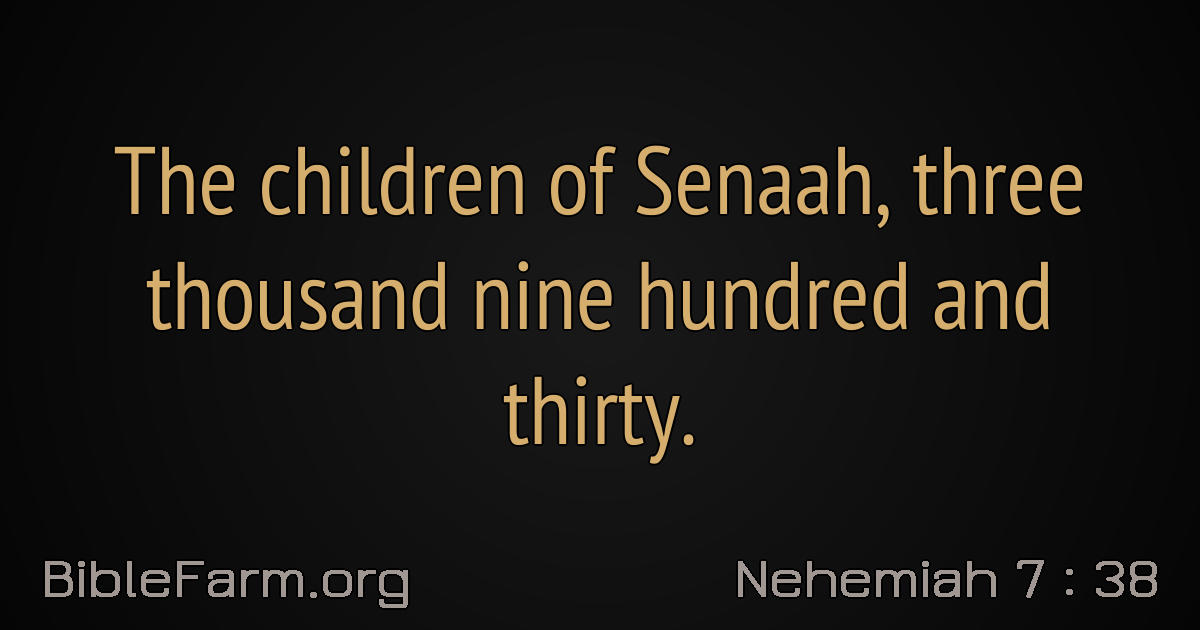 The children of Senaah, three
thousand nine hundred and
thirty.
BibleFarm.org
Nehemiah 7 : 38